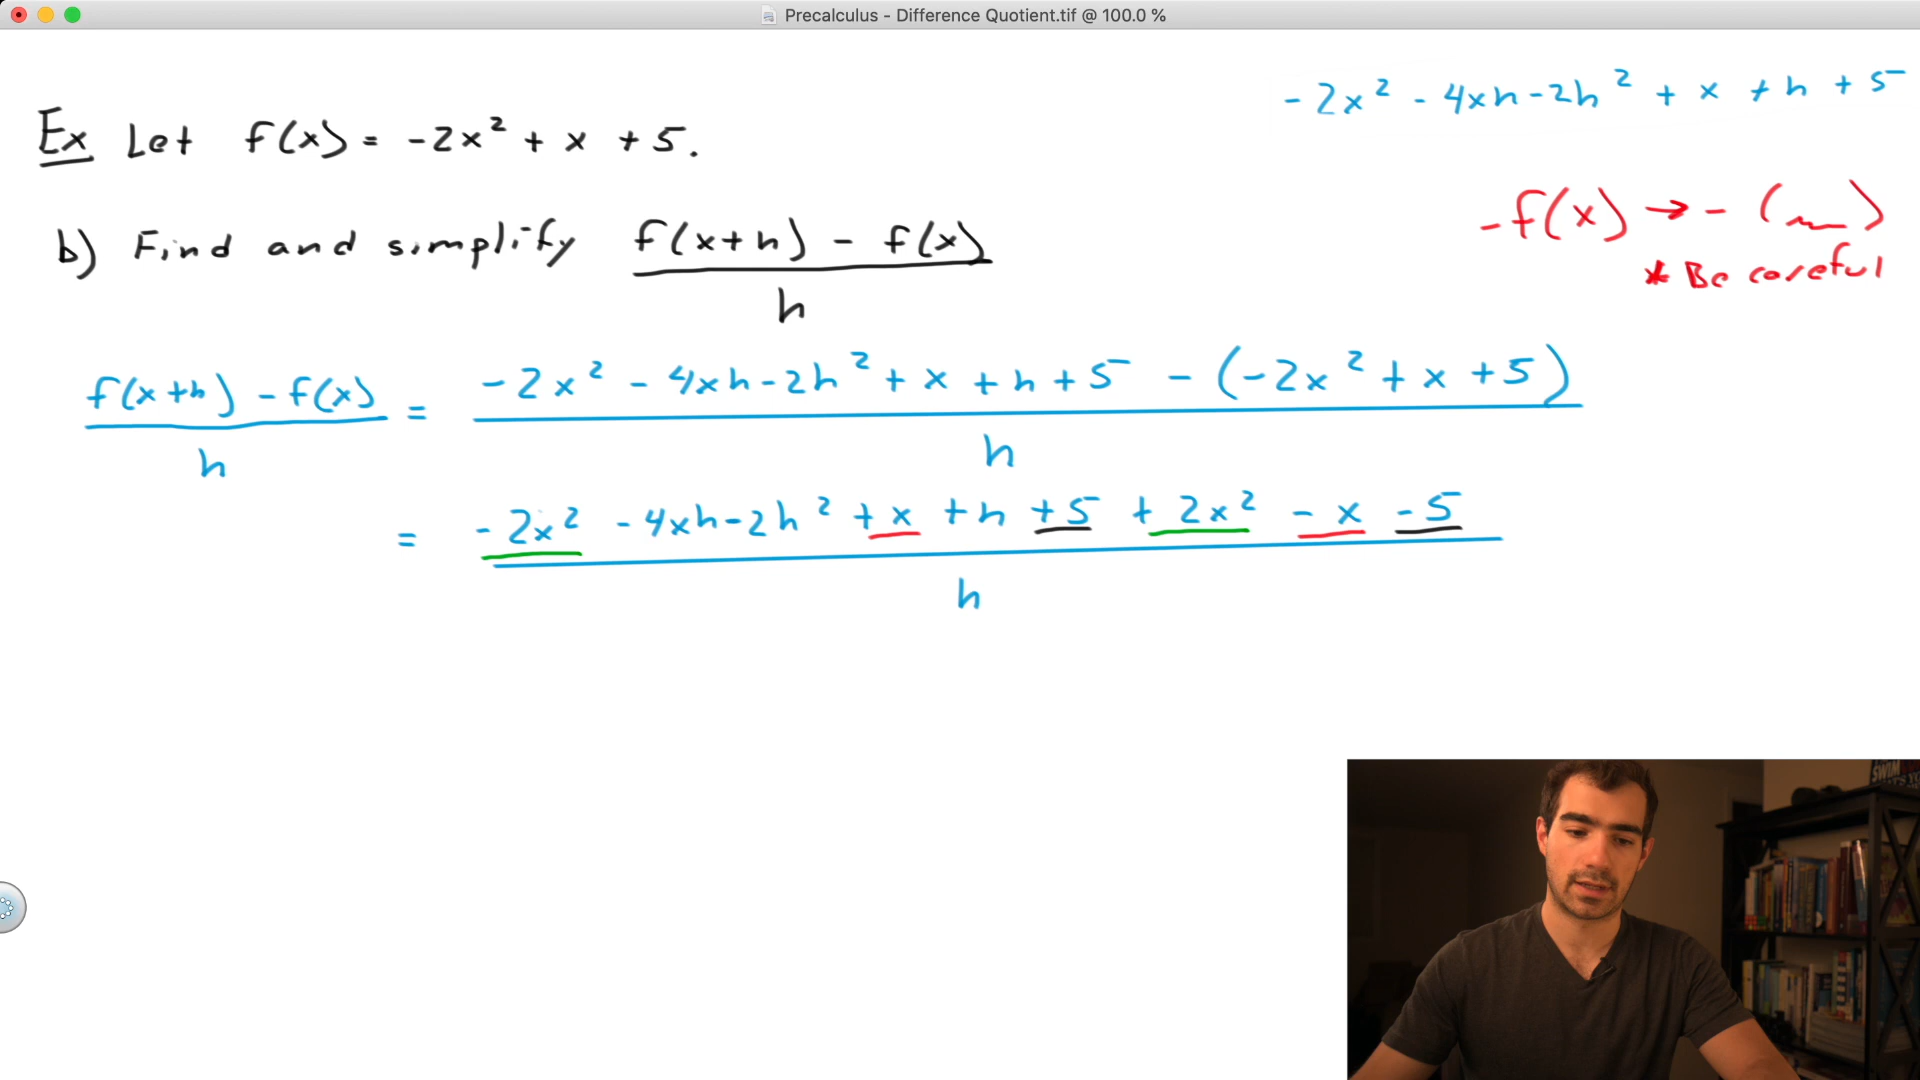 Precalculus - Difference Quotient.tif @ 100.0 %
-2x² - 4xh - 2h² + x + h + 5
Ex Let f(x) = -2x² + x + 5.
-f(x) → - ( )
* Be careful
b) Find and simplify f(x+h) - f(x)
h
f(x+h) - f(x) = -2x² - 4xh - 2h² + x + h + 5 - (-2x² + x + 5)
h h
= -2x² - 4xh - 2h² + x + h + 5 + 2x² - x - 5
h
SWIM